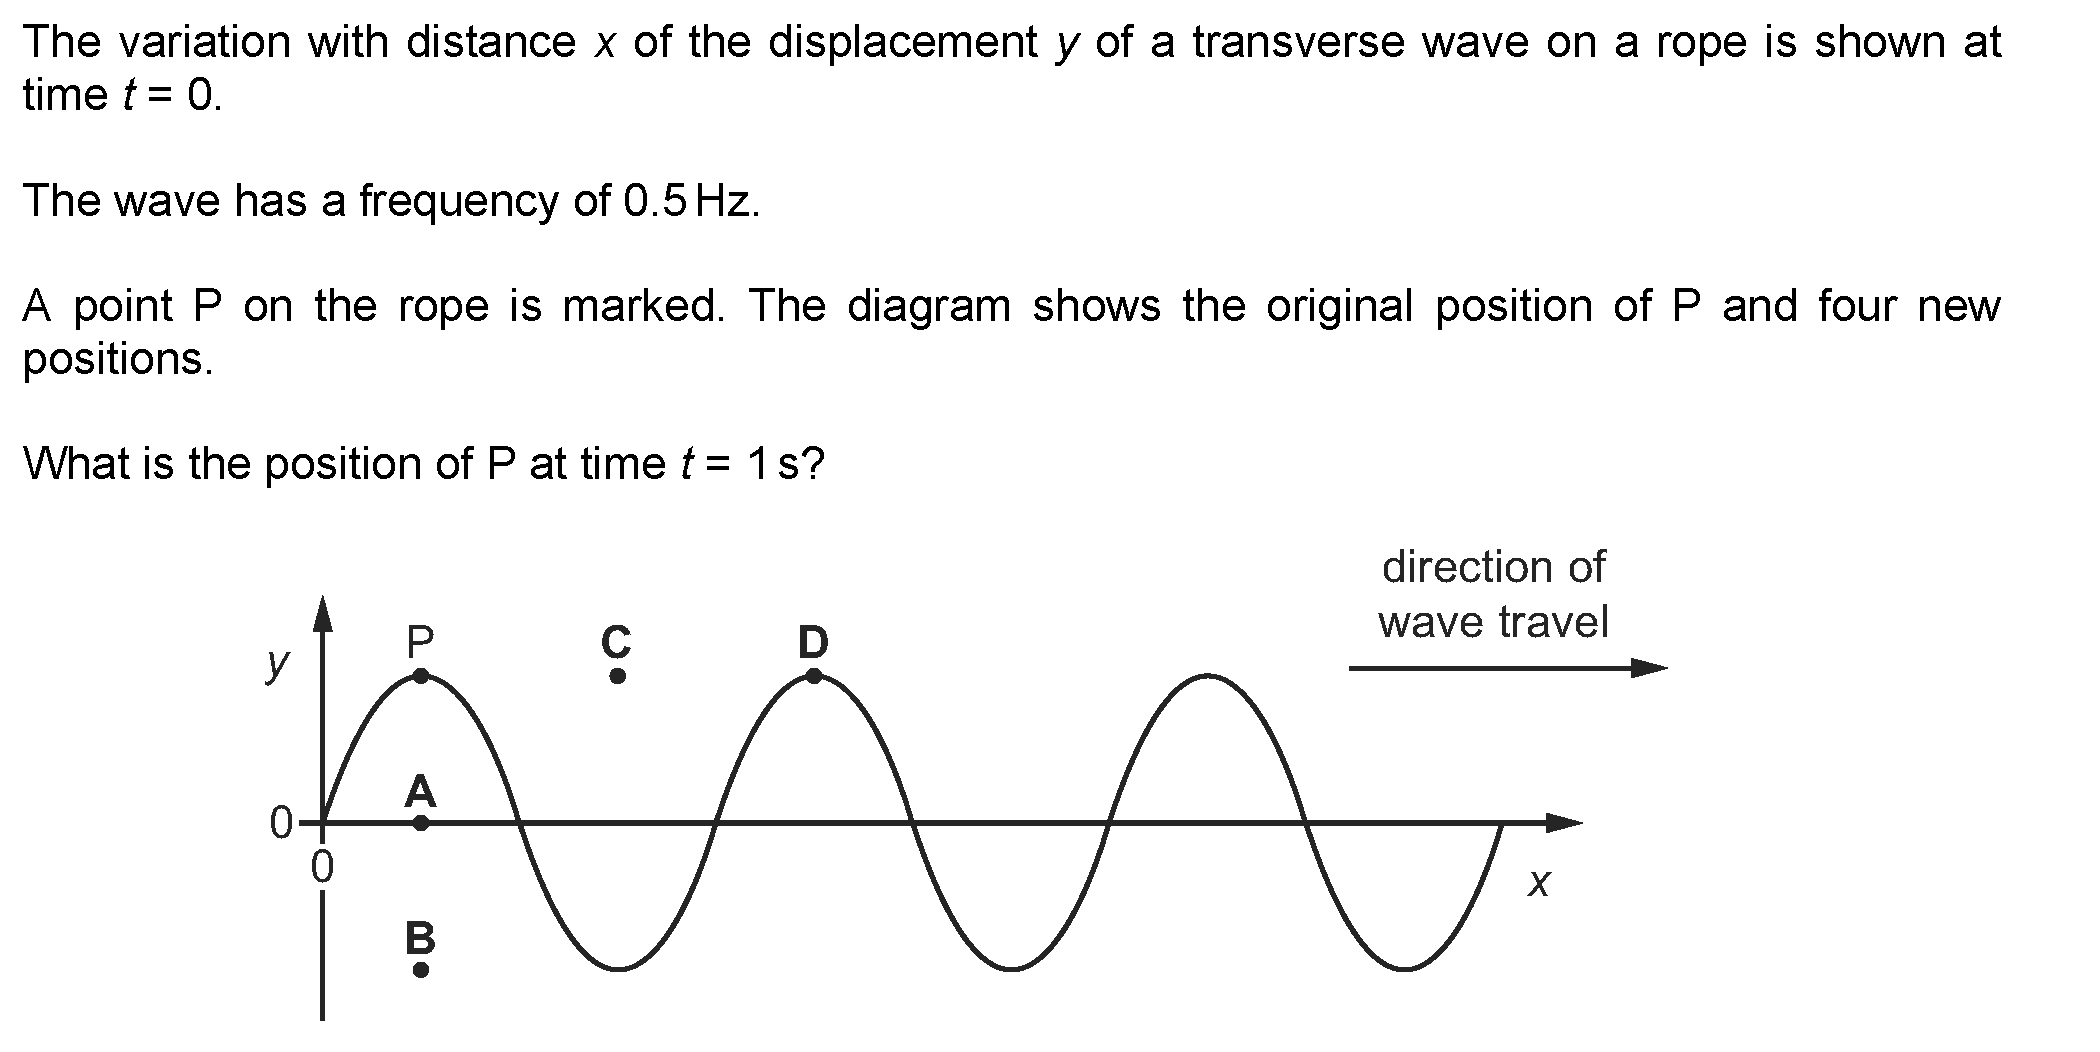 The variation with distance x of the displacement y of a transverse wave on a rope is shown at
time t = 0.
The wave has a frequency of 0.5 Hz.
A point P on the rope is marked. The diagram shows the original position of P and four new
positions.
What is the position of P at time t = 1 s?
direction of
wave travel
P
C
D
y
A
0
0
x
B